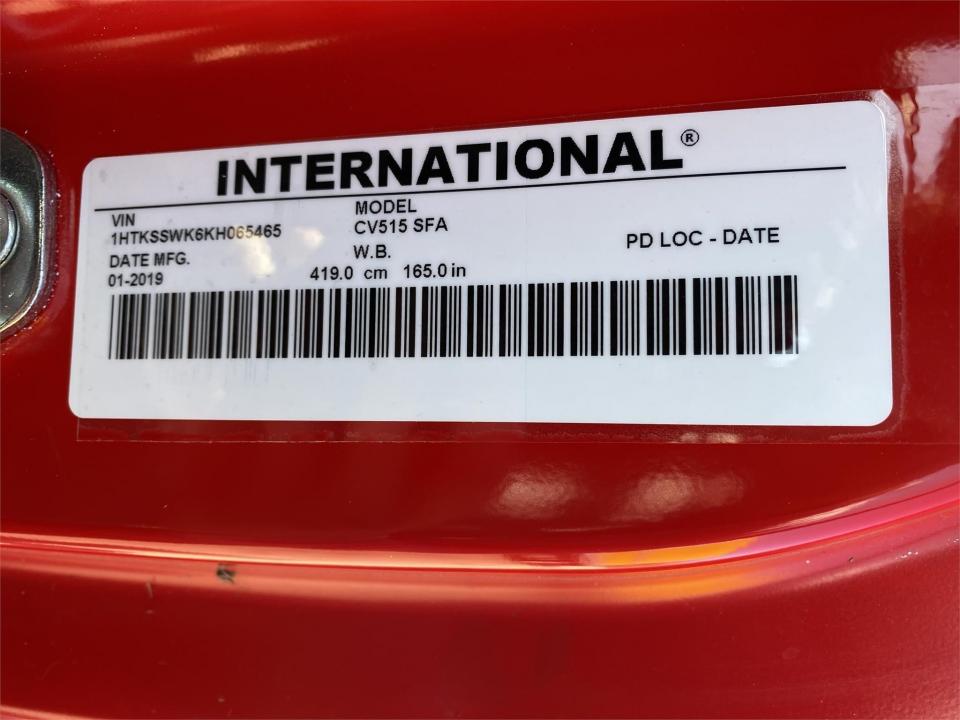 INTERNATIONAL®
VIN
1HTKSSWK6KH065465
MODEL
CV515 SFA
DATE MFG.
01-2019
W.B.
419.0 cm 165.0 in
PD LOC - DATE